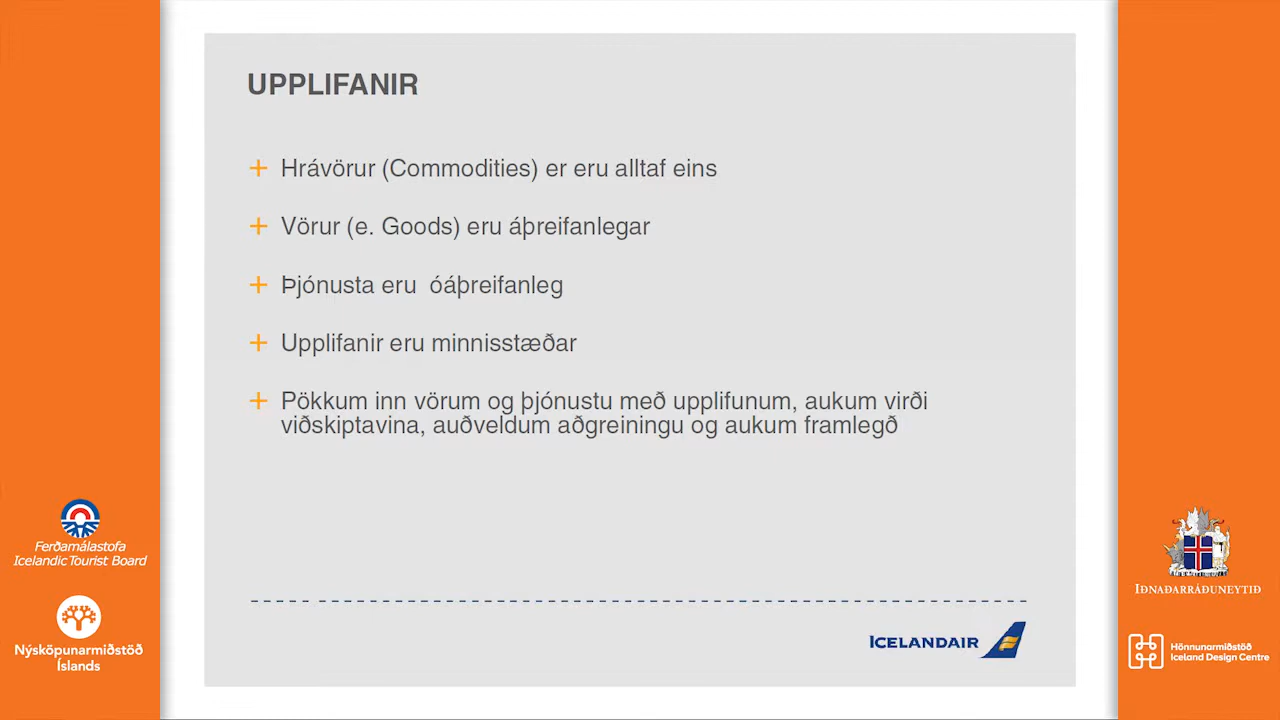 UPPLIFANIR
+ Hrávörur (Commodities) er eru alltaf eins
+ Vörur (e. Goods) eru áþreifanlegar
+ Þjónusta eru  óáþreifanleg
+ Upplifanir eru minnisstæðar
+ Pökkum inn vörum og þjónustu með upplifunum, aukum virði
viðskiptavina, auðveldum aðgreiningu og aukum framlegð
ICELANDAIR
Ferðamálastofa
Icelandic Tourist Board
Nýsköpunarmiðstöð
Íslands
IÐNAÐARRÁÐUNEYTIÐ
Hönnunarmiðstöð
Iceland Design Centre